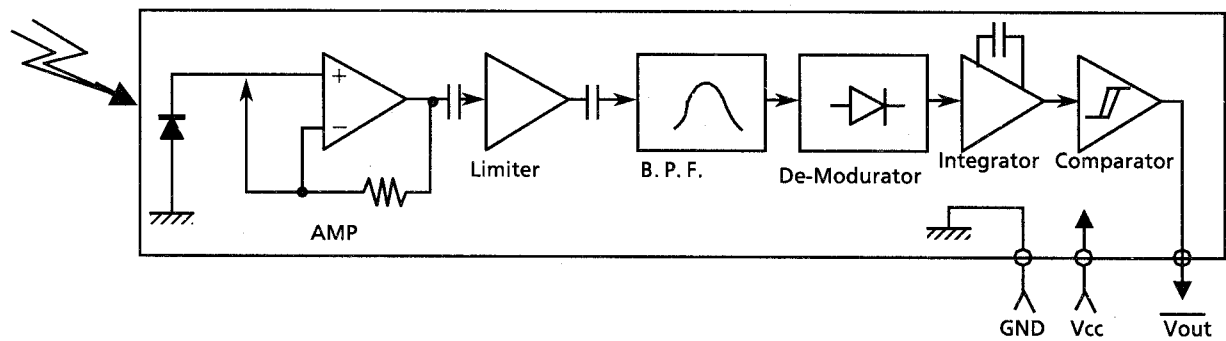 +
−
AMP
Limiter
B. P. F.
De-Modurator
Integrator
Comparator
GND
Vcc
Vout